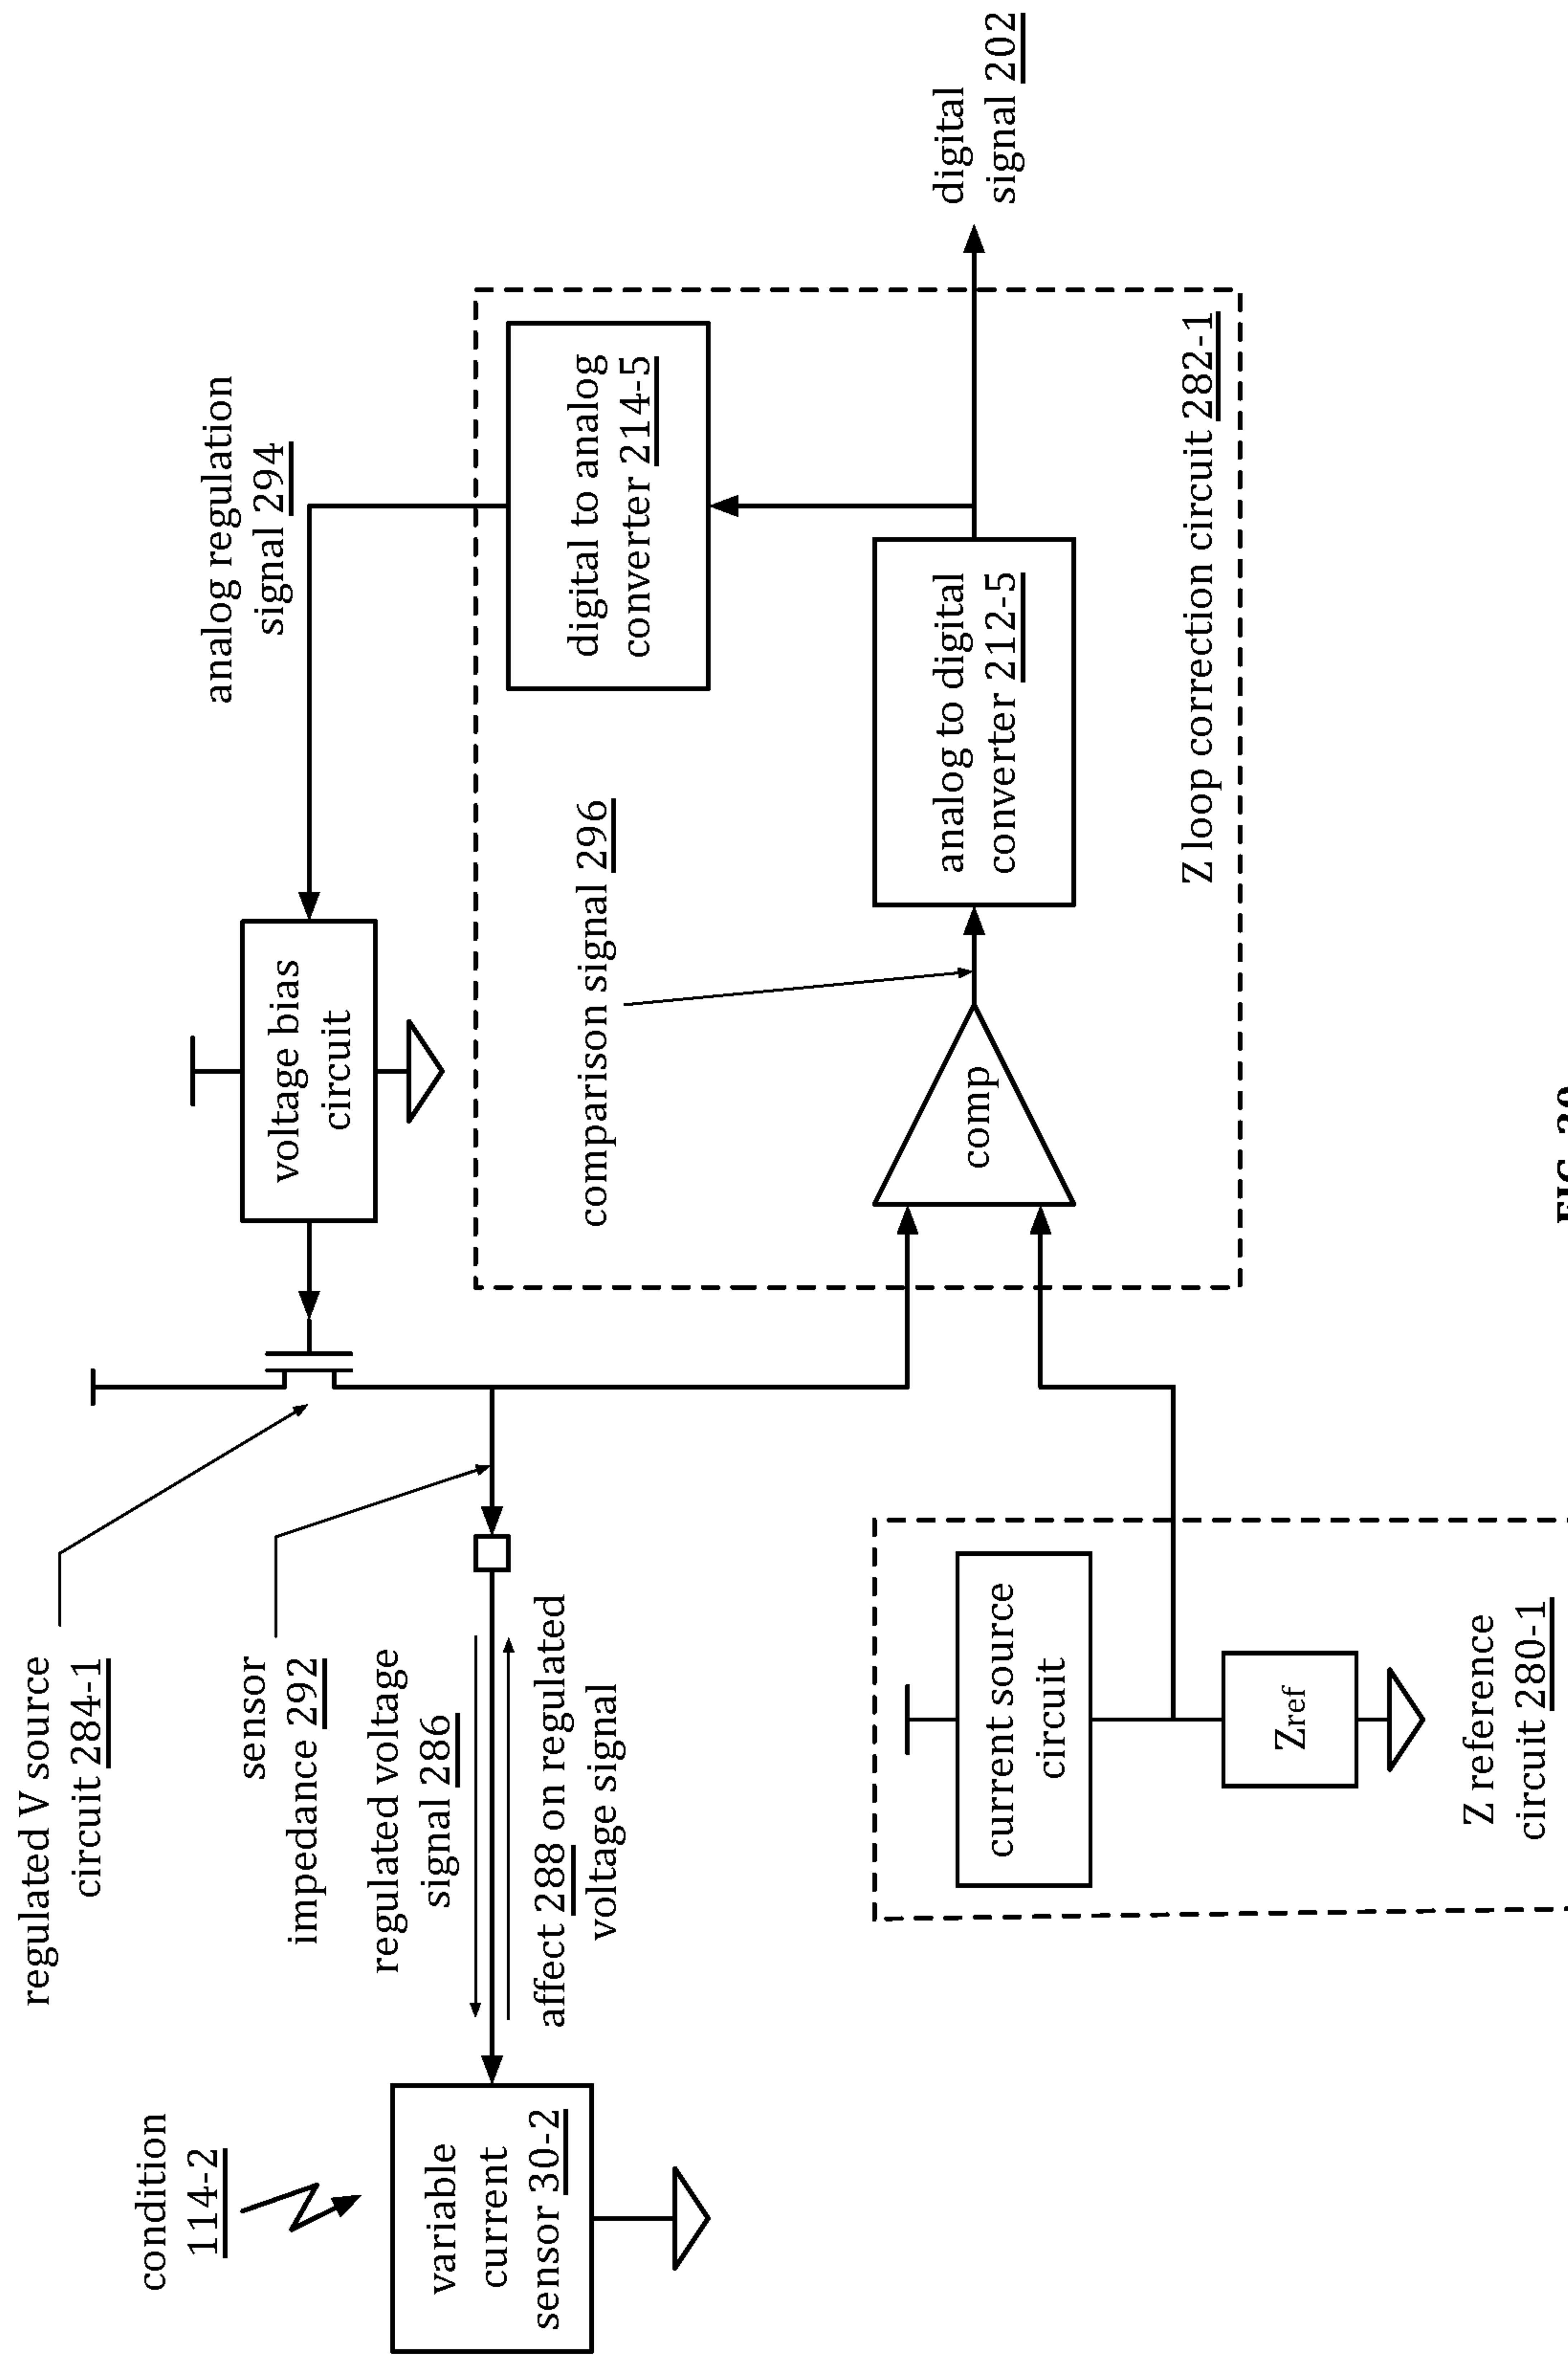 regulated V source
circuit 284-1
analog regulation
signal 294
voltage bias
circuit
condition
114-2
sensor
impedance 292
regulated voltage
signal 286
affect 288 on regulated
voltage signal
variable
current
sensor 30-2
comparison signal 296
digital to analog
converter 214-5
comp
analog to digital
converter 212-5
digital
signal 202
Z loop correction circuit 282-1
current source
circuit
Zref
Z reference
circuit 280-1